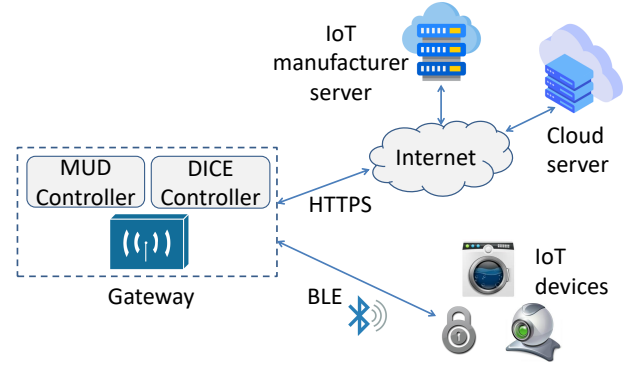 IoT
manufacturer
server
Cloud
server
Internet
MUD
Controller
DICE
Controller
HTTPS
Gateway
BLE
IoT
devices